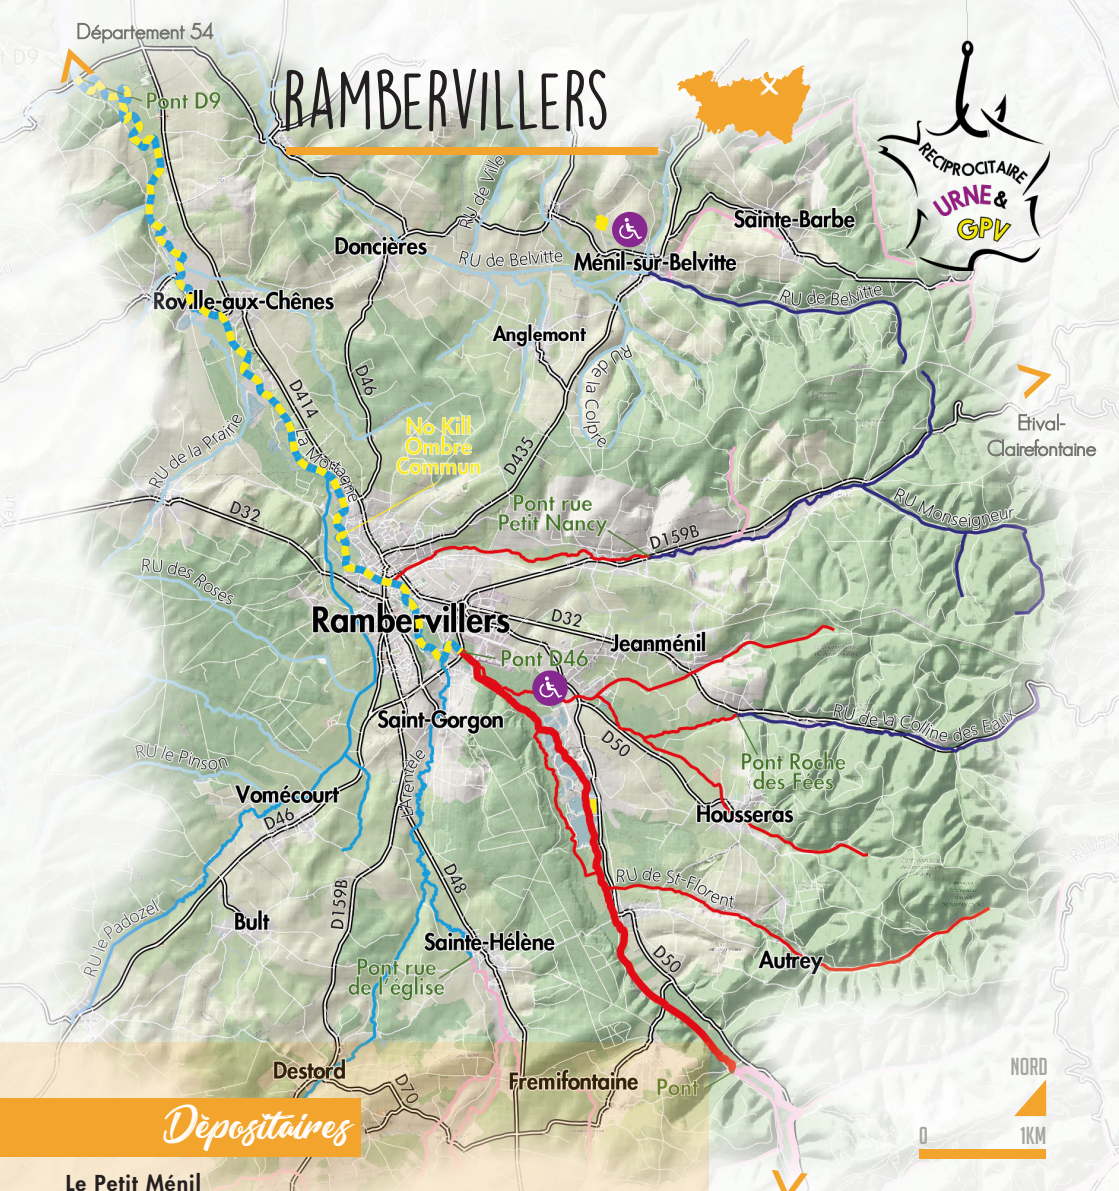 Département 54
Pont D9
RAMBERVILLERS
RÉCIPROCITAIRE
URNE &
GPV
RU de Ville
Sainte-Barbe
Doncières
RU de Belvitte
Ménil-sur-Belvitte
RU de Belvitte
Roville-aux-Chênes
Anglemont
RU de la Colpre
D46
D414
Etival-
Clairefontaine
No Kill
Ombre
Commun
RU de la Prairie
La Mortagne
D435
D32
Pont rue
Petit Nancy
D159B
RU Monseigneur
RU des Roses
Rambervillers
D32
Jeanménil
Pont D46
Saint-Gorgon
RU de la Colline des Eaux
D50
RU le Pinson
L'Arentèle
Pont Roche
des Fées
Vomécourt
D46
Housseras
D48
D159B
RU de St-Florent
RU le Padozel
Bult
Sainte-Hélène
D50
Autrey
Pont rue
de l'église
Destord
D70
Fremifontaine
Pont
NORD
0 1KM
Dèpositaires
Le Petit Ménil